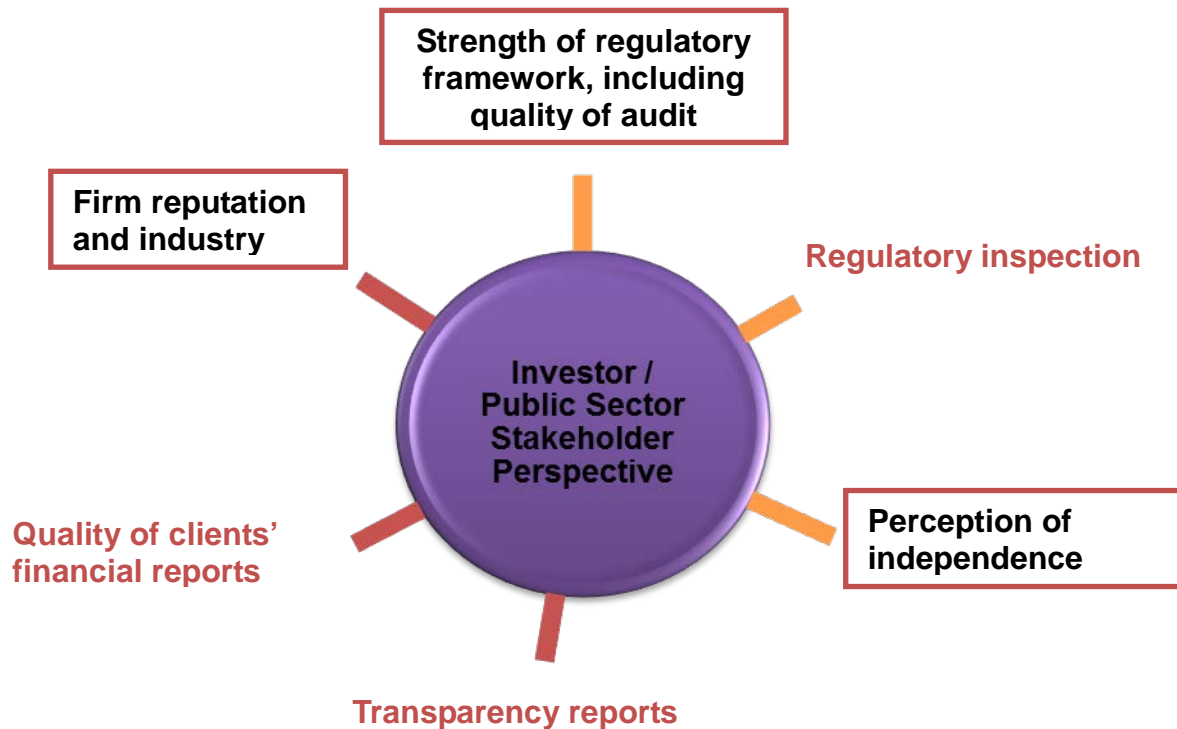 Strength of regulatory
framework, including
quality of audit
Firm reputation
and industry
Regulatory inspection
Investor /
Public Sector
Stakeholder
Perspective
Quality of clients’
financial reports
Perception of
independence
Transparency reports